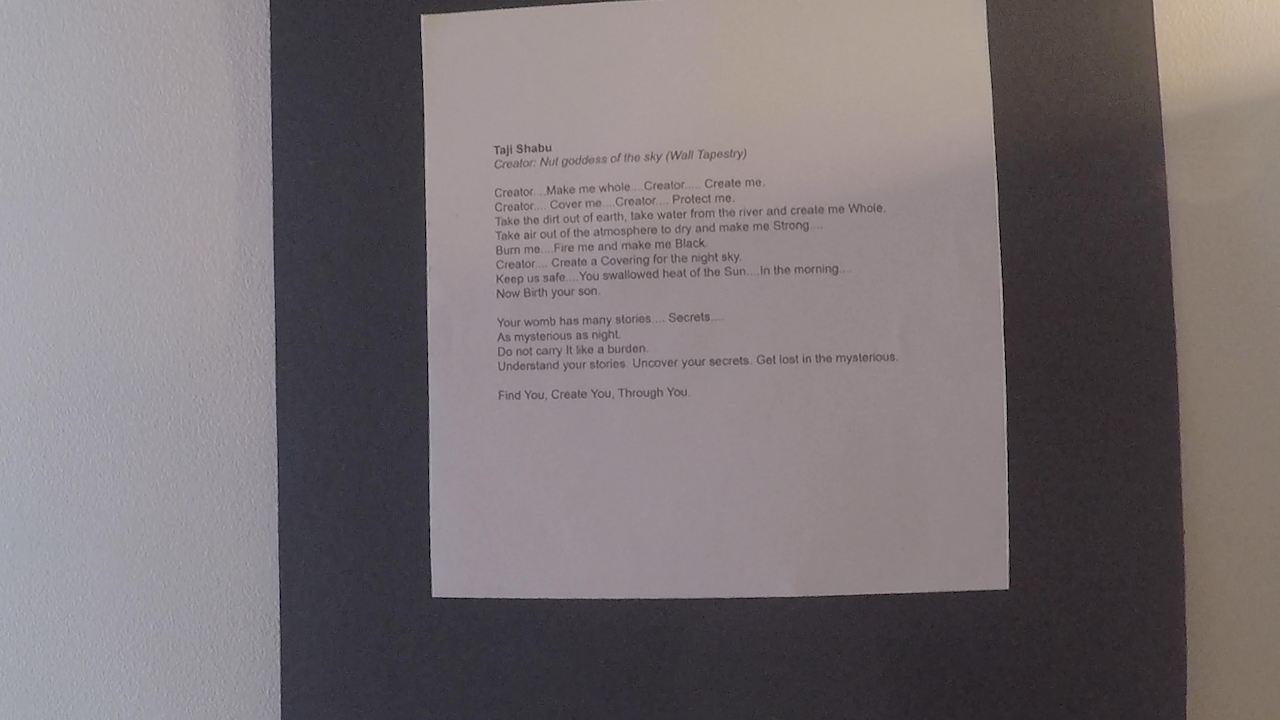 Taji Shabu
Creator: Nut goddess of the sky (Wall Tapestry)
Creator....Make me whole....Creator..... Create me.
Creator.... Cover me....Creator.... Protect me.
Take the dirt out of earth, take water from the river and create me Whole.
Take air out of the atmosphere to dry and make me Strong....
Burn me....Fire me and make me Black.
Creator.... Create a Covering for the night sky.
Keep us safe....You swallowed heat of the Sun....In the morning....
Now Birth your son.
Your womb has many stories.... Secrets....
As mysterious as night.
Do not carry It like a burden.
Understand your stories. Uncover your secrets. Get lost in the mysterious.
Find You, Create You, Through You.